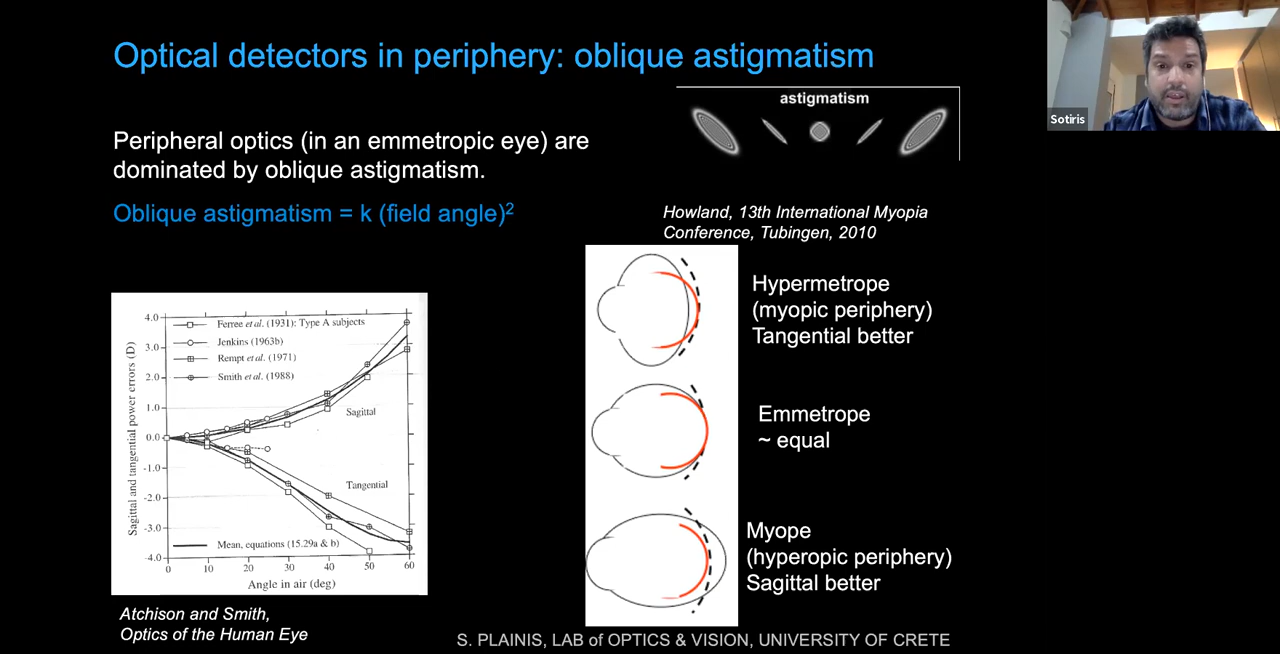 Optical detectors in periphery: oblique astigmatism
Sotiris
astigmatism
Peripheral optics (in an emmetropic eye) are
dominated by oblique astigmatism.
Oblique astigmatism = k (field angle)²
Howland, 13th International Myopia
Conference, Tubingen, 2010
Hypermetrope
(myopic periphery)
Tangential better
Emmetrope
~ equal
Myope
(hyperopic periphery)
Sagittal better
Sagittal and tangential power errors (D)
4.0
3.0
2.0
1.0
0.0
-1.0
-2.0
-3.0
-4.0
Ferree et al. (1931): Type A subjects
Jenkins (1963b)
Rempt et al. (1971)
Smith et al. (1988)
Sagittal
Tangential
Mean, equations (15.29a & b)
0 10 20 30 40 50 60
Angle in air (deg)
Atchison and Smith,
Optics of the Human Eye
S. PLAINIS, LAB of OPTICS & VISION, UNIVERSITY OF CRETE